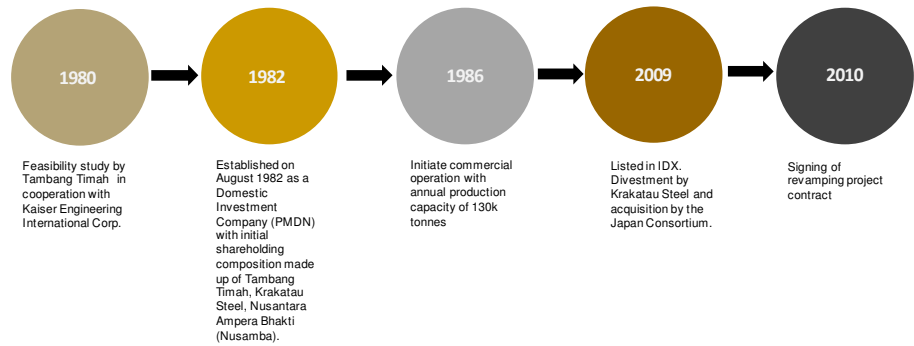 1980
1982
1986
2009
2010
Feasibility study by
Tambang Timah in
cooperation with
Kaiser Engineering
International Corp.
Established on
August 1982 as a
Domestic
Investment
Company (PMDN)
with initial
shareholding
composition made
up of Tambang
Timah, Krakatau
Steel, Nusantara
Ampera Bhakti
(Nusamba).
Initiate commercial
operation with
annual production
capacity of 130k
tonnes
Listed in IDX.
Divestment by
Krakatau Steel and
acquisition by the
Japan Consortium.
Signing of
revamping project
contract